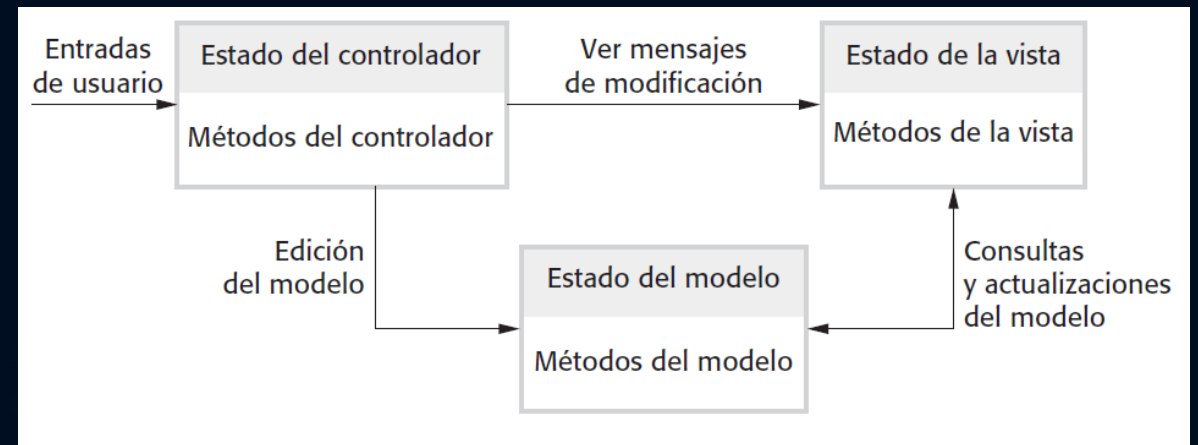 Entradas
de usuario
Estado del controlador
Métodos del controlador
Ver mensajes
de modificación
Estado de la vista
Métodos de la vista
Edición
del modelo
Estado del modelo
Métodos del modelo
Consultas
y actualizaciones
del modelo